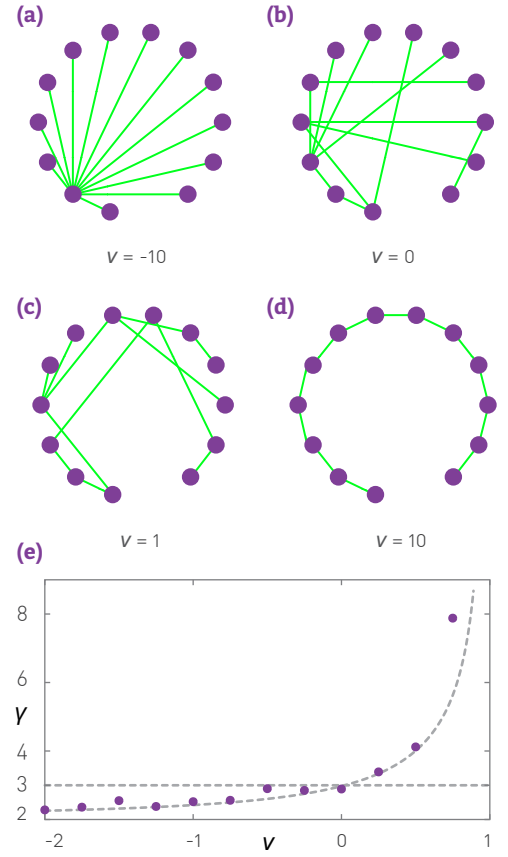 (a) (b)
ν = -10 ν = 0
(c) (d)
ν = 1 ν = 10
(e)
8
6
γ
4
3
2
-2 -1 0 1
ν